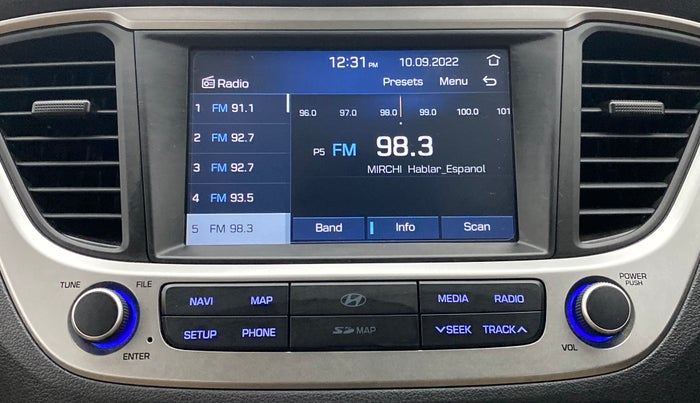 12:31 PM 10.09.2022
Radio Presets Menu
1 FM 91.1
2 FM 92.7
3 FM 92.7
4 FM 93.5
5 FM 98.3
96.0 97.0 98.0 99.0 100.0 101
P5 FM 98.3
MIRCHI Hablar_Espanol
Band Info Scan
TUNE FILE
ENTER
NAVI MAP
SETUP PHONE
SD MAP
MEDIA RADIO
SEEK TRACK
POWER
PUSH
VOL